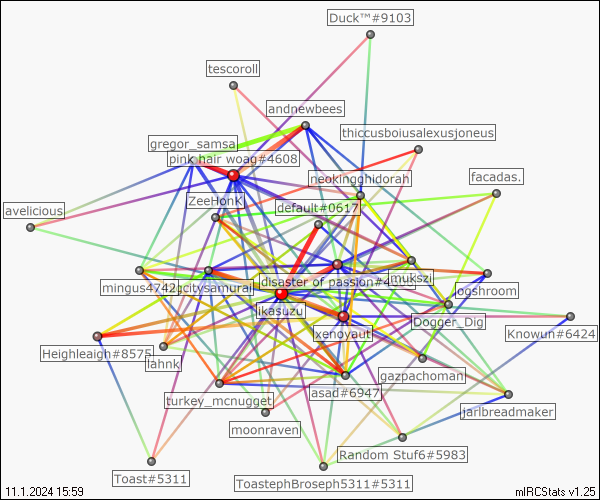 Duck™#9103
tescoroll
andnewbees
thiccusboiusalexusjoneus
gregor_samsa
pink hair woag#4608
neokingghidorah
facadas.
ZeeHonk
default#0617
avelicious
mukszi
disaster of passion
mingus4742
citysamurai
ogshroom
ikasuzu
Dogger_Dig
xenoyaut
Knowun#6424
Heighleaigh#8575
lahnk
gazpachoman
asad#6947
turkey_mcnugget
jarlbreadmaker
moonraven
Random Stuf6#5983
Toast#5311
ToastephBroseph5311#5311
11.1.2024 15:59
mIRCStats v1.25